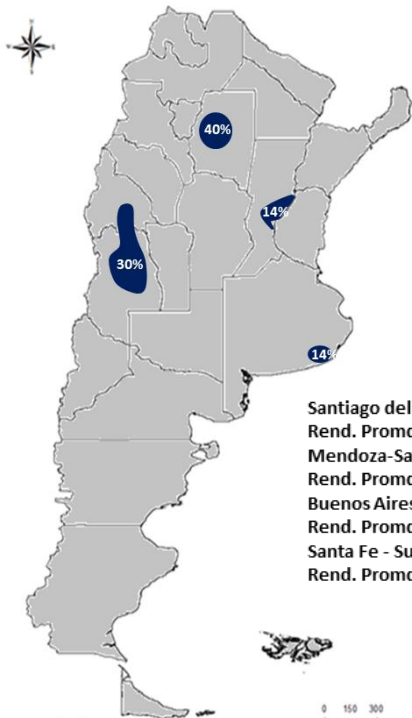 40%
14%
30%
14%
Santiago del
Rend. Promo
Mendoza-Sa
Rend. Promo
Buenos Aires
Rend. Promo
Santa Fe - Su
Rend. Promo
0 150 300